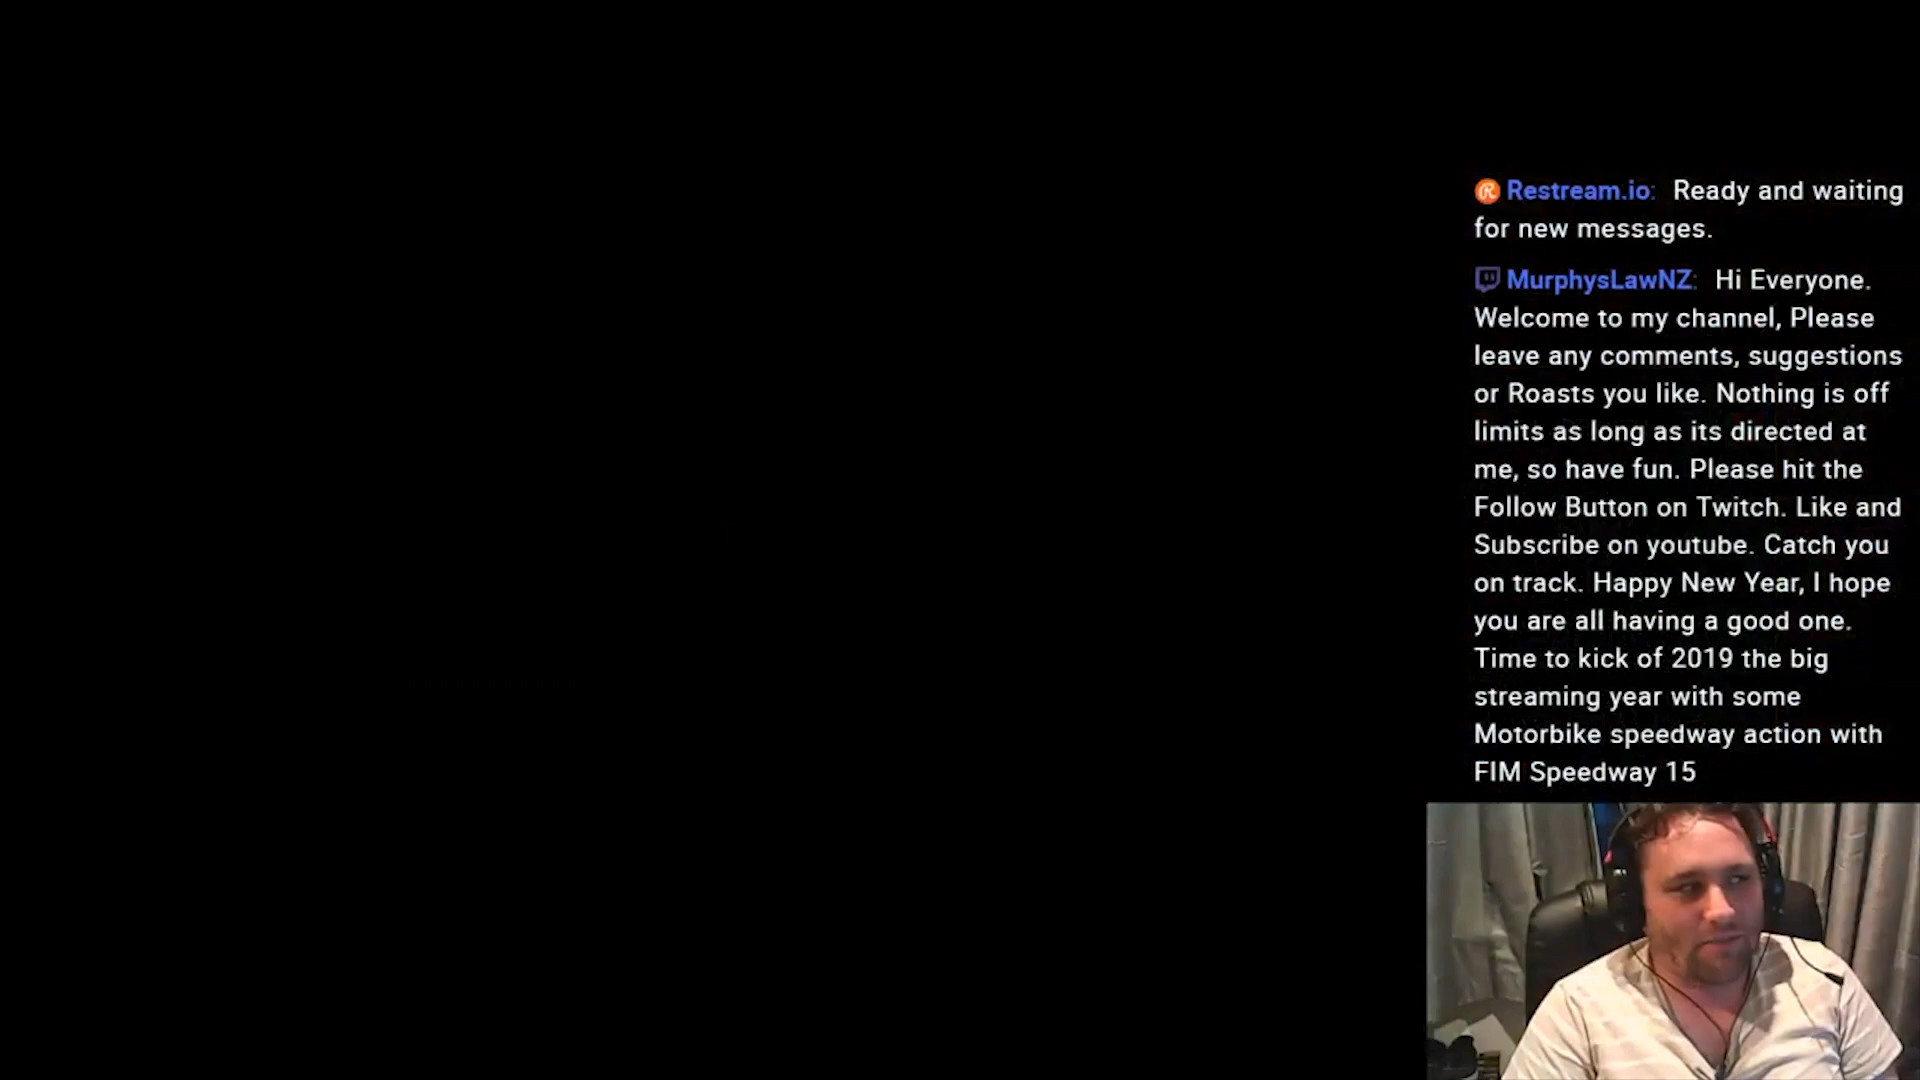 Restream.io: Ready and waiting
for new messages.
MurphysLawNZ: Hi Everyone.
Welcome to my channel, Please
leave any comments, suggestions
or Roasts you like. Nothing is off
limits as long as its directed at
me, so have fun. Please hit the
Follow Button on Twitch. Like and
Subscribe on youtube. Catch you
on track. Happy New Year, I hope
you are all having a good one.
Time to kick of 2019 the big
streaming year with some
Motorbike speedway action with
FIM Speedway 15